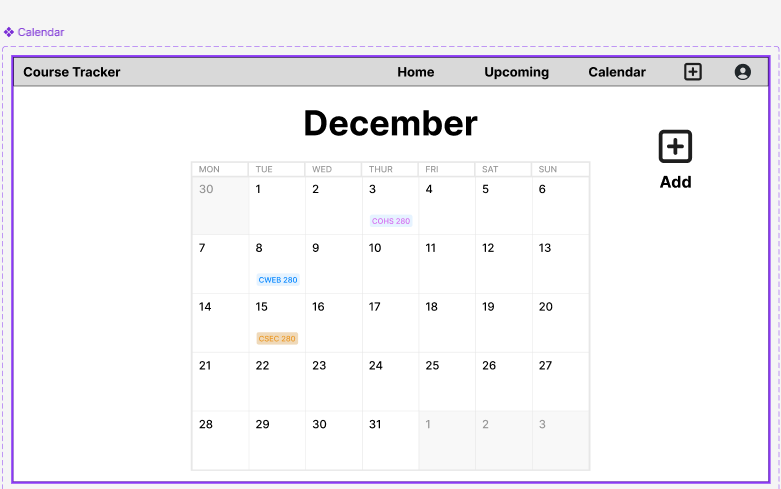 Calendar
Course Tracker Home Upcoming Calendar
December
Add
MON TUE WED THUR FRI SAT SUN
30 1 2 3 4 5 6
COHS 280
7 8 9 10 11 12 13
CWEB 280
14 15 16 17 18 19 20
CSEC 280
21 22 23 24 25 26 27
28 29 30 31 1 2 3